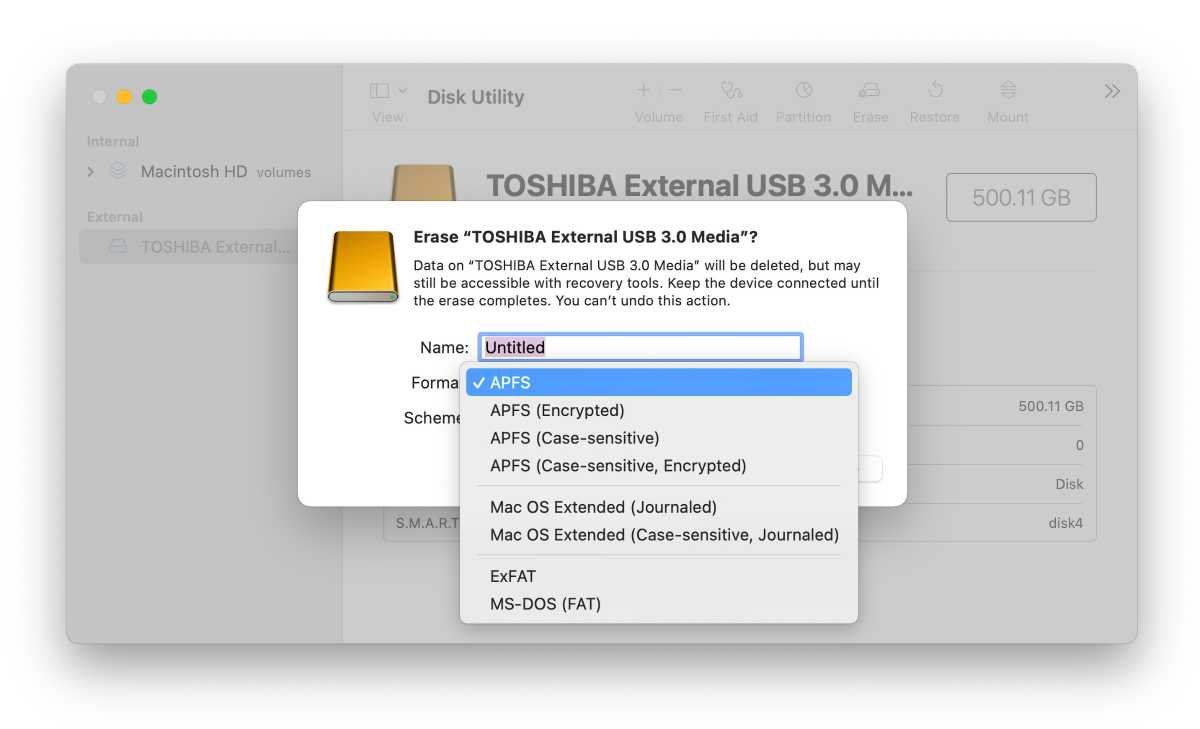 Disk Utility
View
Volume
First Aid
Partition
Erase
Restore
Mount
Internal
Macintosh HD volumes
External
TOSHIBA External...
TOSHIBA External USB 3.0 M...
500.11 GB
Erase “TOSHIBA External USB 3.0 Media”?
Data on “TOSHIBA External USB 3.0 Media” will be deleted, but may
still be accessible with recovery tools. Keep the device connected until
the erase completes. You can’t undo this action.
Name: Untitled
Forma
Scheme
✓ APFS
APFS (Encrypted)
APFS (Case-sensitive)
APFS (Case-sensitive, Encrypted)
Mac OS Extended (Journaled)
Mac OS Extended (Case-sensitive, Journaled)
ExFAT
MS-DOS (FAT)
500.11 GB
0
Disk
S.M.A.R.T
disk4